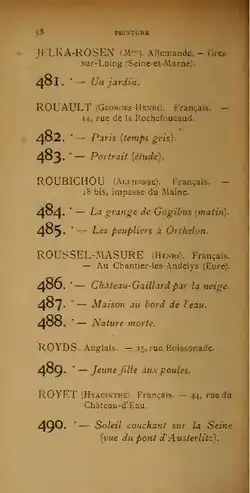 58 PEINTURE
JELKA-ROSEN (Mme). Allemande. — Grez-
sur-Loing (Seine-et-Marne).
481. * — Un jardin.
ROUAULT (Georges-Henri). Français. —
14, rue de la Rochefoucaud.
482. * — Paris (temps gris).
483. * — Portrait (étude).
ROUBICHOU (Alphonse). Français. —
18 bis, impasse du Maine.
484. * — La grange de Gogibus (matin).
485. * — Les peupliers à Orthelon.
ROUSSEL-MASURE (Henri). Français.
— Au Chantier-les-Andelys (Eure).
486. * — Château-Gaillard par la neige.
487. * — Maison au bord de l'eau.
488. * — Nature morte.
ROYDS. Anglais. — 15, rue Boissonade.
489. * — Jeune fille aux poules.
ROYET (Hyacinthe). Français. — 44, rue du
Château-d'Eau.
490. * — Soleil couchant sur la Seine
(vue du pont d'Austerlitz).